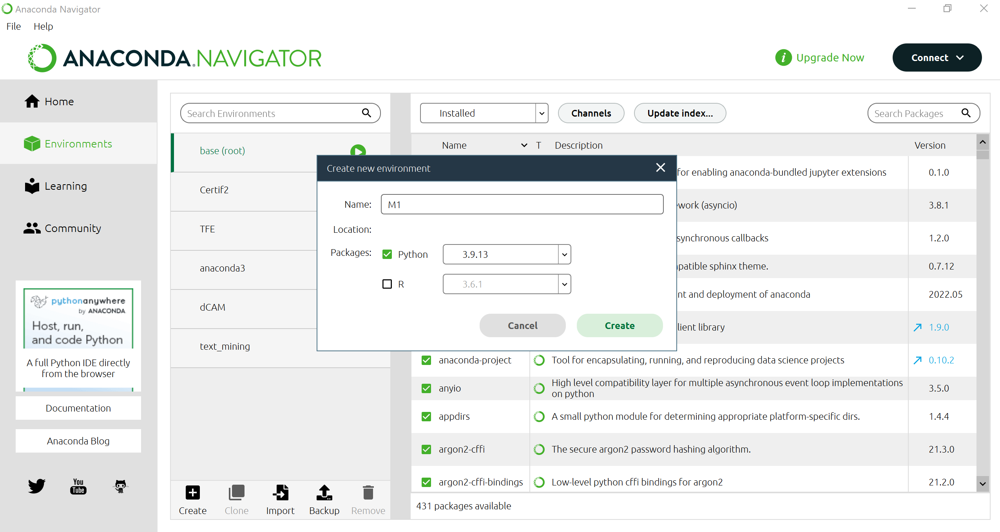 Anaconda Navigator
File Help
ANACONDA.NAVIGATOR
Upgrade Now
Connect
Home
Environments
Learning
Community
pythonanywhere
by ANACONDA
Host, run,
and code Python
A full Python IDE directly
from the browser
Documentation
Anaconda Blog
You
Tube
Search Environments
base (root)
Certif2
TFE
anaconda3
dCAM
text_mining
Create Clone Import Backup Remove
Installed Channels Update index... Search Packages
Name T Description Version
for enabling anaconda-bundled jupyter extensions 0.1.0
work (asyncio) 3.8.1
synchronous callbacks 1.2.0
patible sphinx theme. 0.7.12
nt and deployment of anaconda 2022.05
lient library 1.9.0
anaconda-project Tool for encapsulating, running, and reproducing data science projects 0.10.2
anyio High level compatibility layer for multiple asynchronous event loop implementations
on python 3.5.0
appdirs A small python module for determining appropriate platform-specific dirs. 1.4.4
argon2-cffi The secure argon2 password hashing algorithm. 21.3.0
argon2-cffi-bindings Low-level python cffi bindings for argon2 21.2.0
431 packages available
Create new environment
Name: M1
Location:
Packages: Python 3.9.13
R 3.6.1
Cancel Create